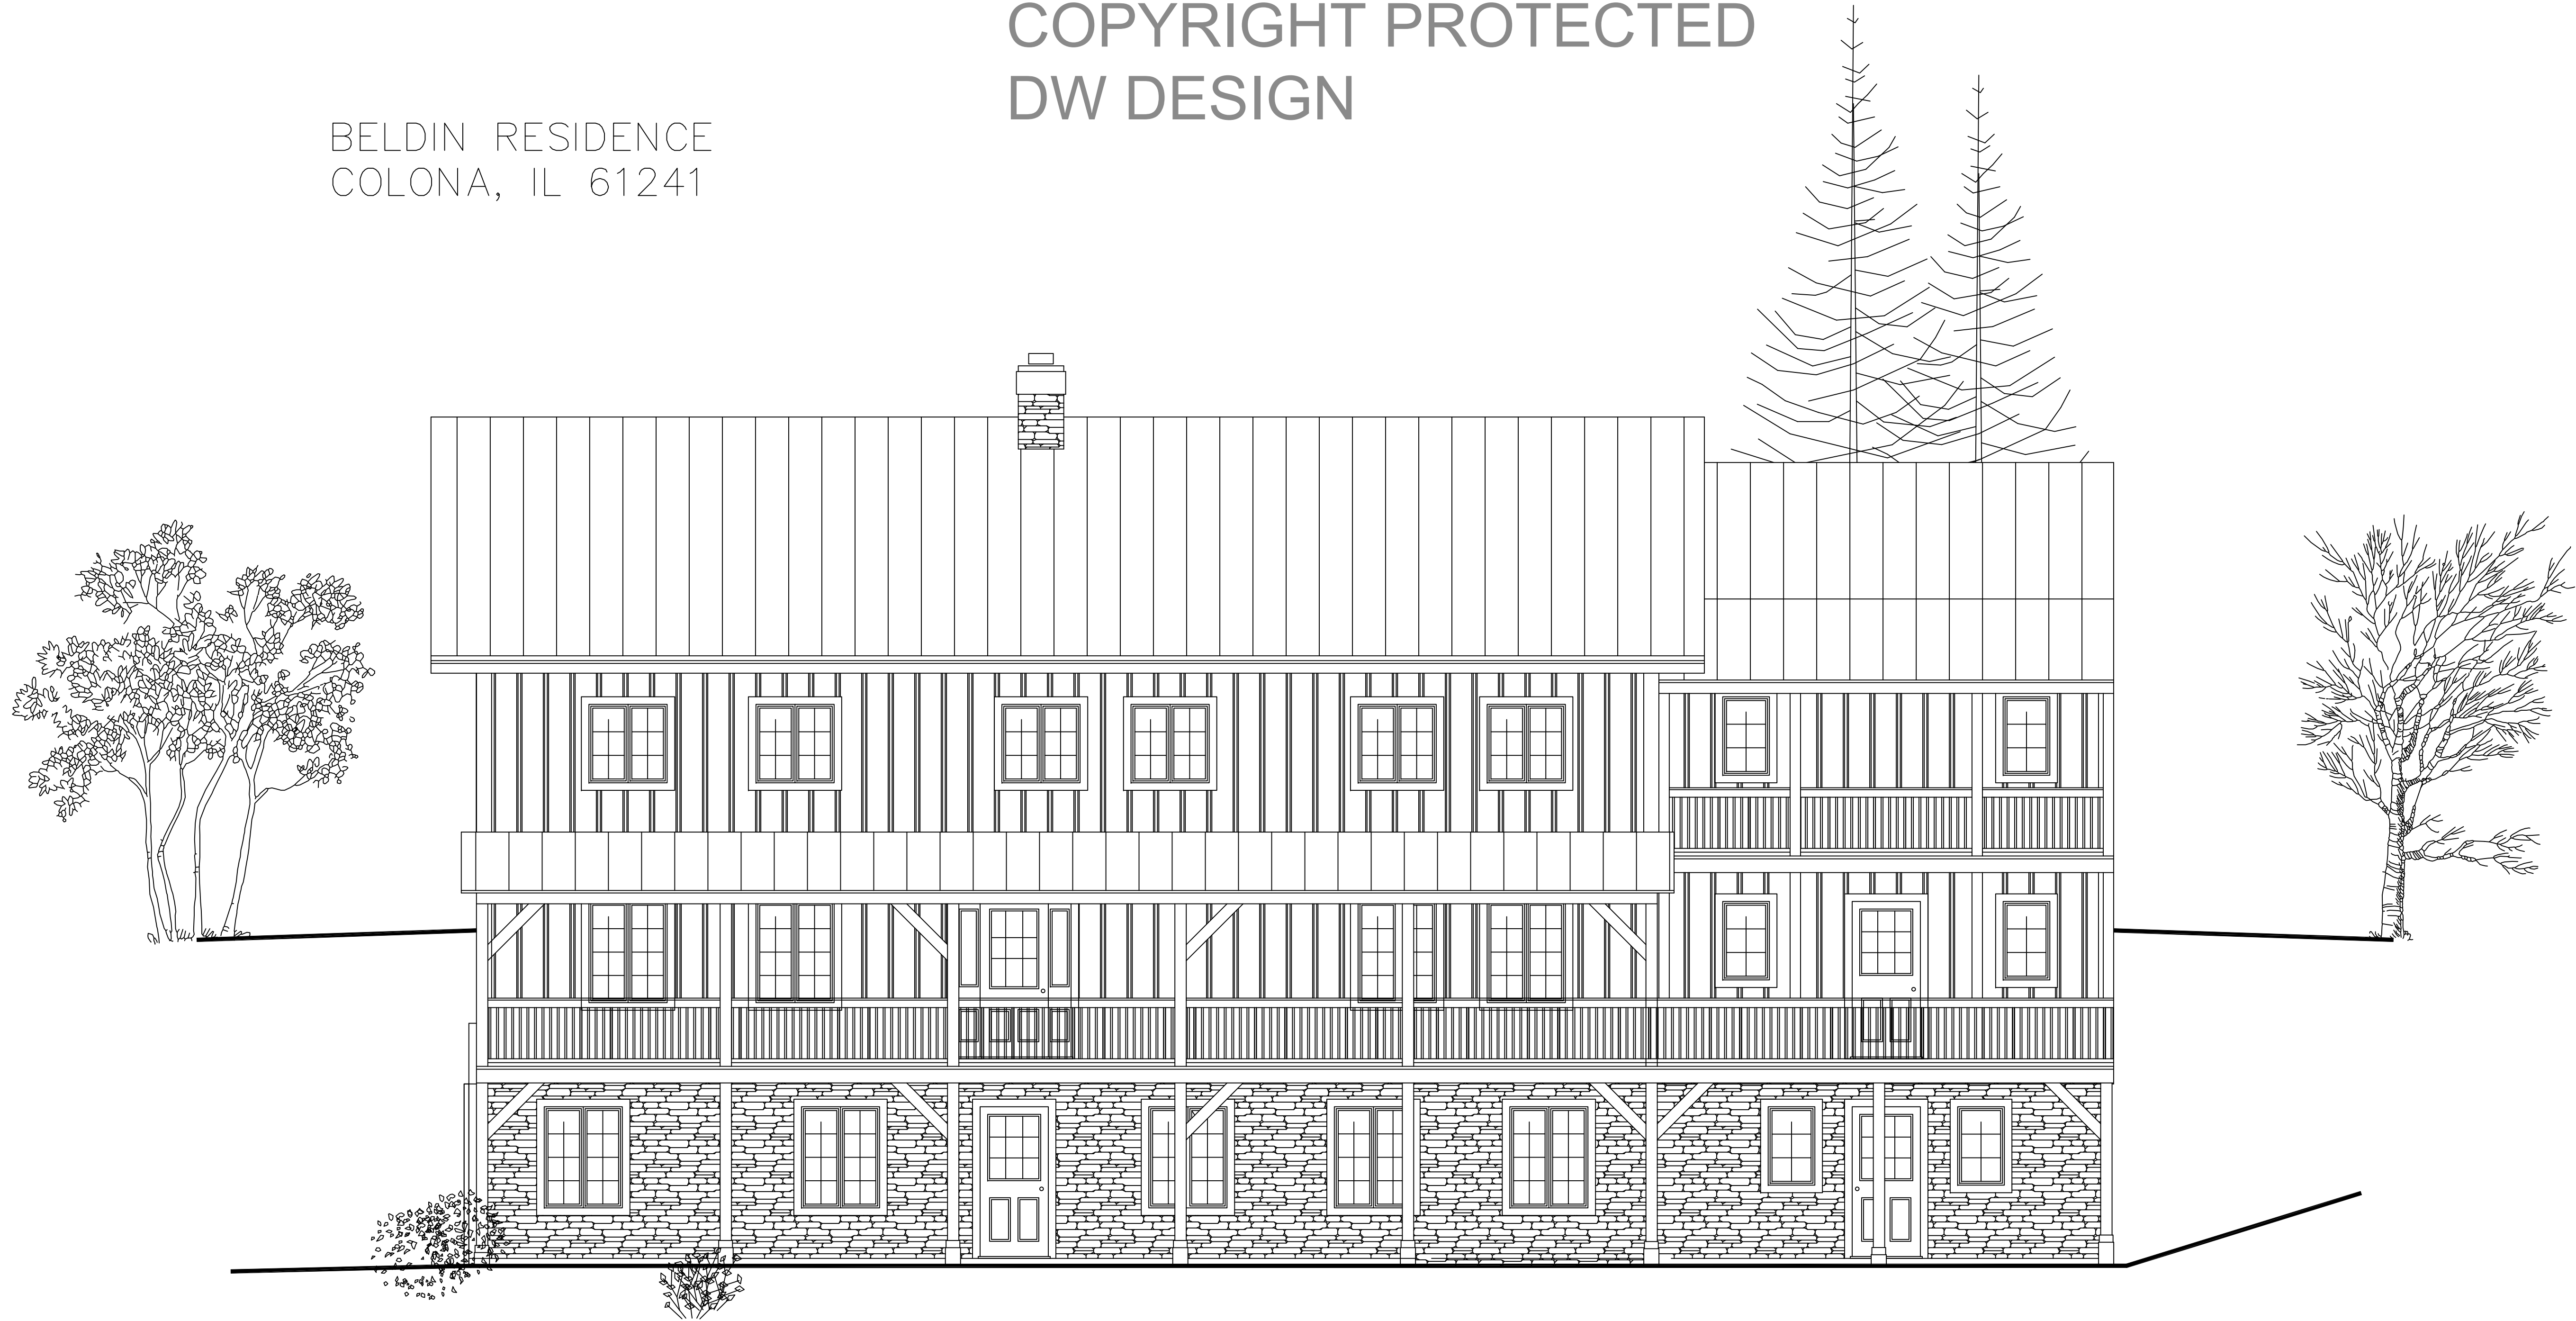 COPYRIGHT PROTECTED
DW DESIGN
BELDIN RESIDENCE
COLONA, IL 61241